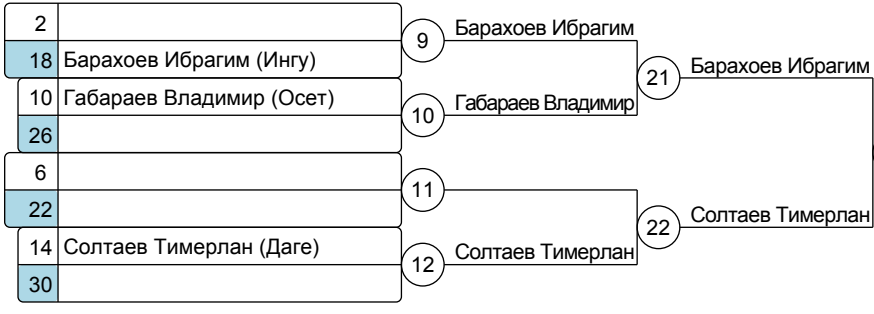 2
18 Барахоев Ибрагим (Ингу)
9
Барахоев Ибрагим
10 Габараев Владимир (Осет)
26
10
Габараев Владимир
21
Барахоев Ибрагим
6
22
11
14 Солтаев Тимерлан (Даге)
30
12
Солтаев Тимерлан
22
Солтаев Тимерлан